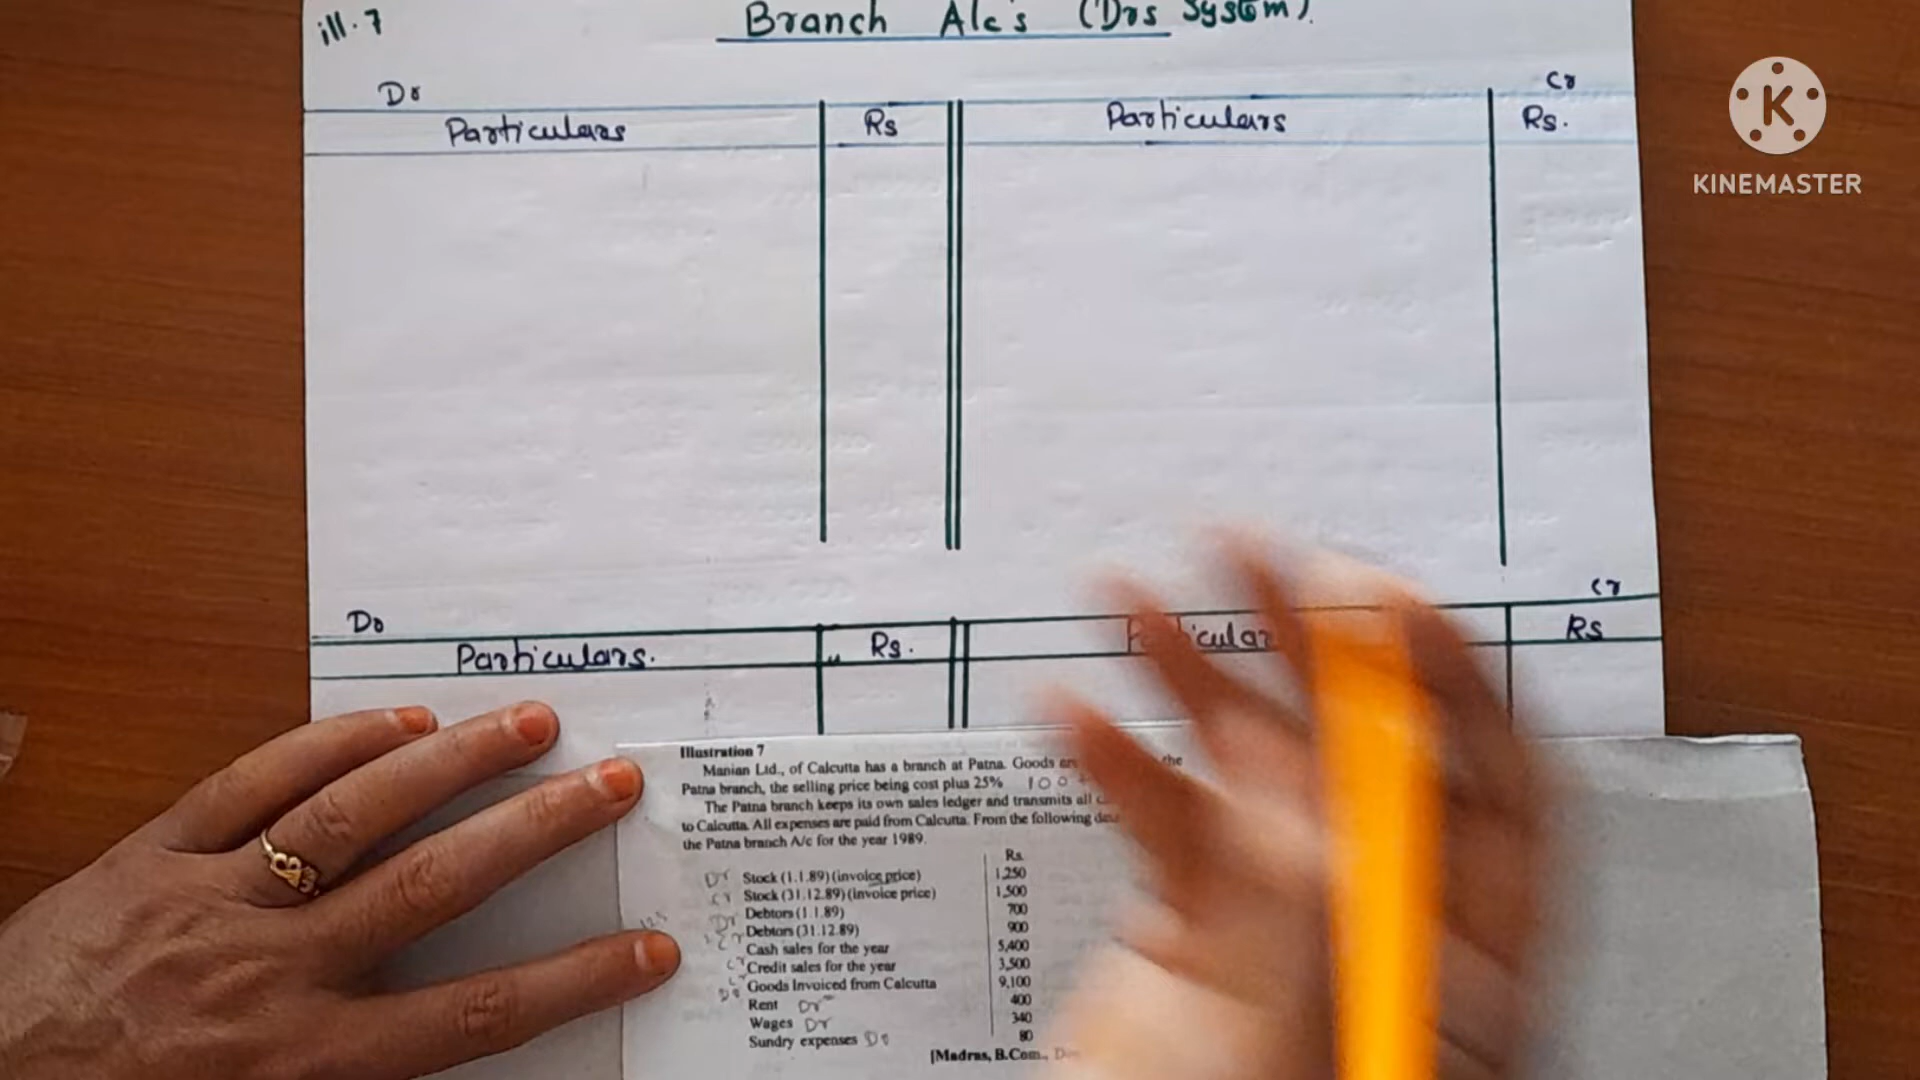 ill. 7
Branch A/c's (Drs System).
Dr
Cr
Particulars Rs Particulars Rs.
K
KINEMASTER
Dr
Cr
Particulars. Rs. Rs
Illustration 7
Manian Ltd., of Calcutta has a branch at Patna. Goods are the
Patna branch, the selling price being cost plus 25% 100 +
The Patna branch keeps its own sales ledger and transmits all
to Calcutta. All expenses are paid from Calcutta. From the following
the Patna branch A/c for the year 1989.
Rs.
Dr Stock (1.1.89) (invoice price) 1,250
Cr Stock (31.12.89) (invoice price) 1,500
Dr Debtors (1.1.89) 700
Cr Debtors (31.12.89) 900
Cash sales for the year 5,400
Cr Credit sales for the year 3,500
Dr Goods Invoiced from Calcutta 9,100
Rent Dr 400
Wages Dr 340
Sundry expenses Dr 80
[Madras, B.Com.,